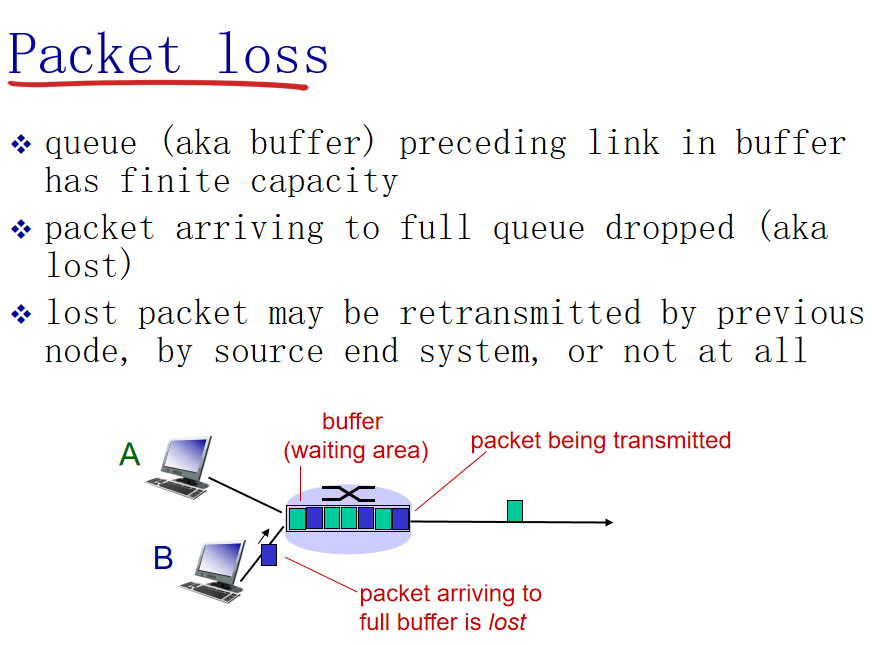 Packet loss
queue (aka buffer) preceding link in buffer
has finite capacity
packet arriving to full queue dropped (aka
lost)
lost packet may be retransmitted by previous
node, by source end system, or not at all
buffer
(waiting area)
packet being transmitted
A
B
packet arriving to
full buffer is lost